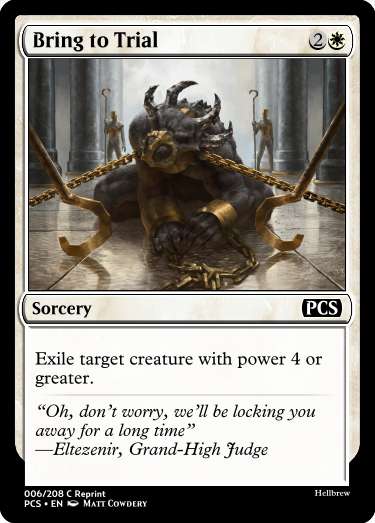 Bring to Trial 2
Sorcery PCS
Exile target creature with power 4 or
greater.
“Oh, don’t worry, we’ll be locking you
away for a long time”
—Eltezenir, Grand-High Judge
006/208 C Reprint
PCS • EN Matt Cowdery
Hellbrew